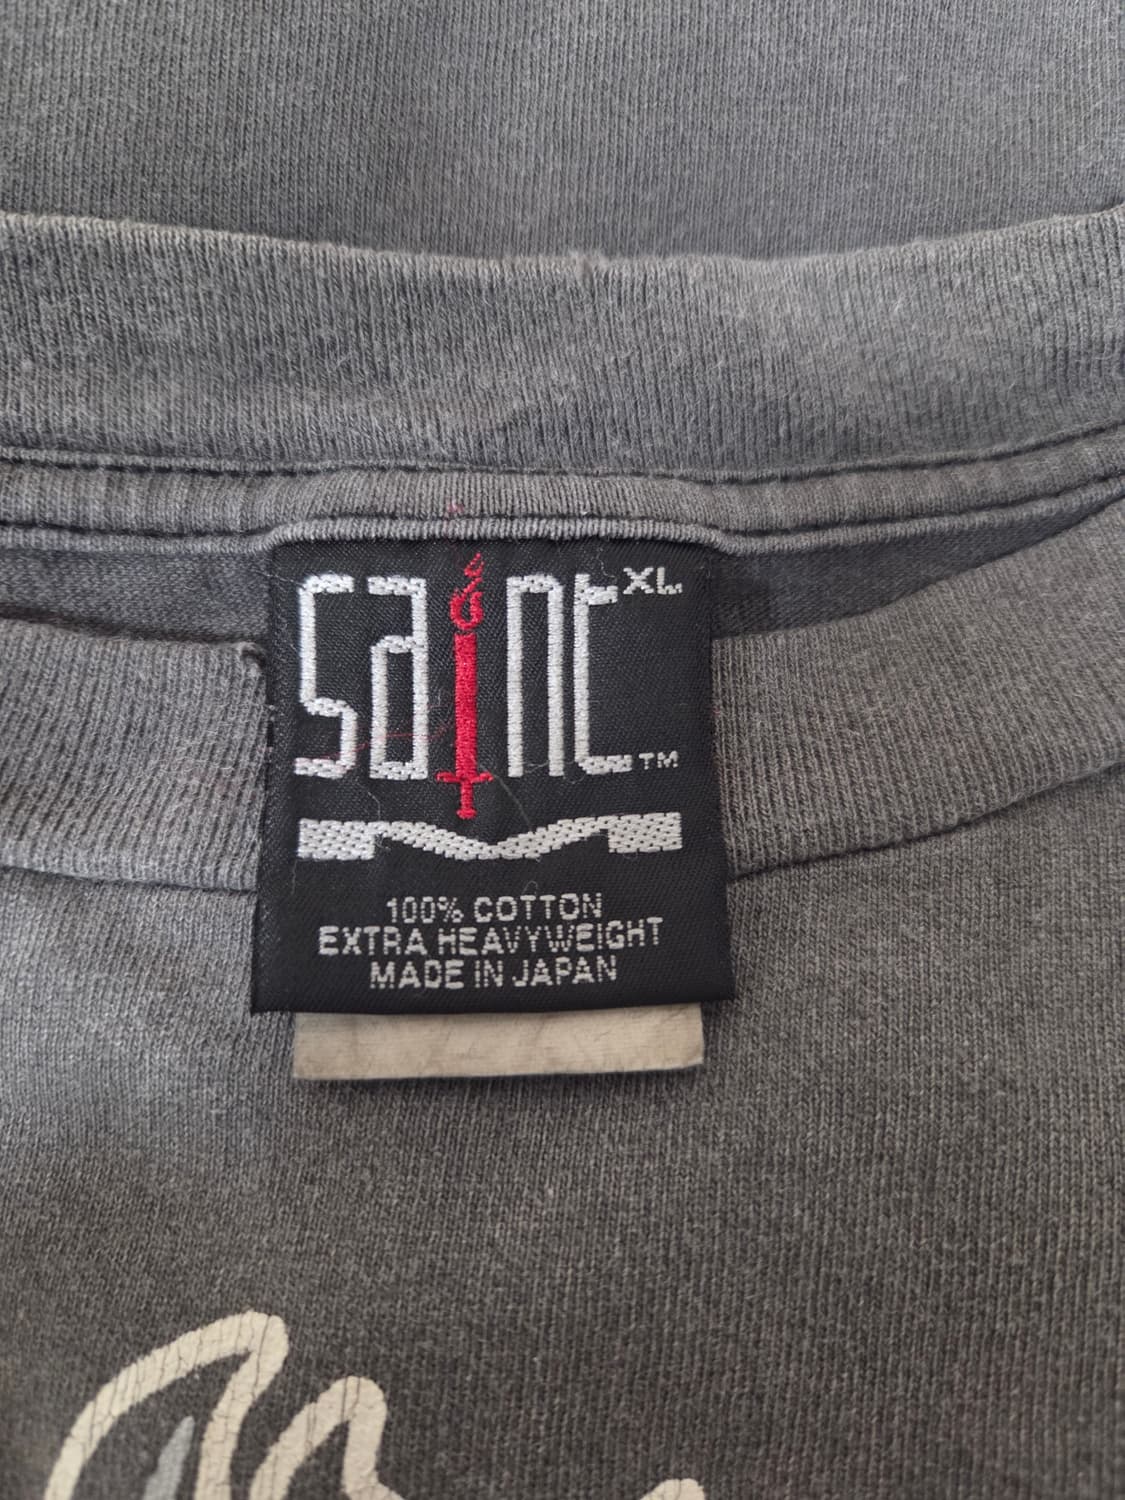 SAiNt XL
TM
100% COTTON
EXTRA HEAVYWEIGHT
MADE IN JAPAN